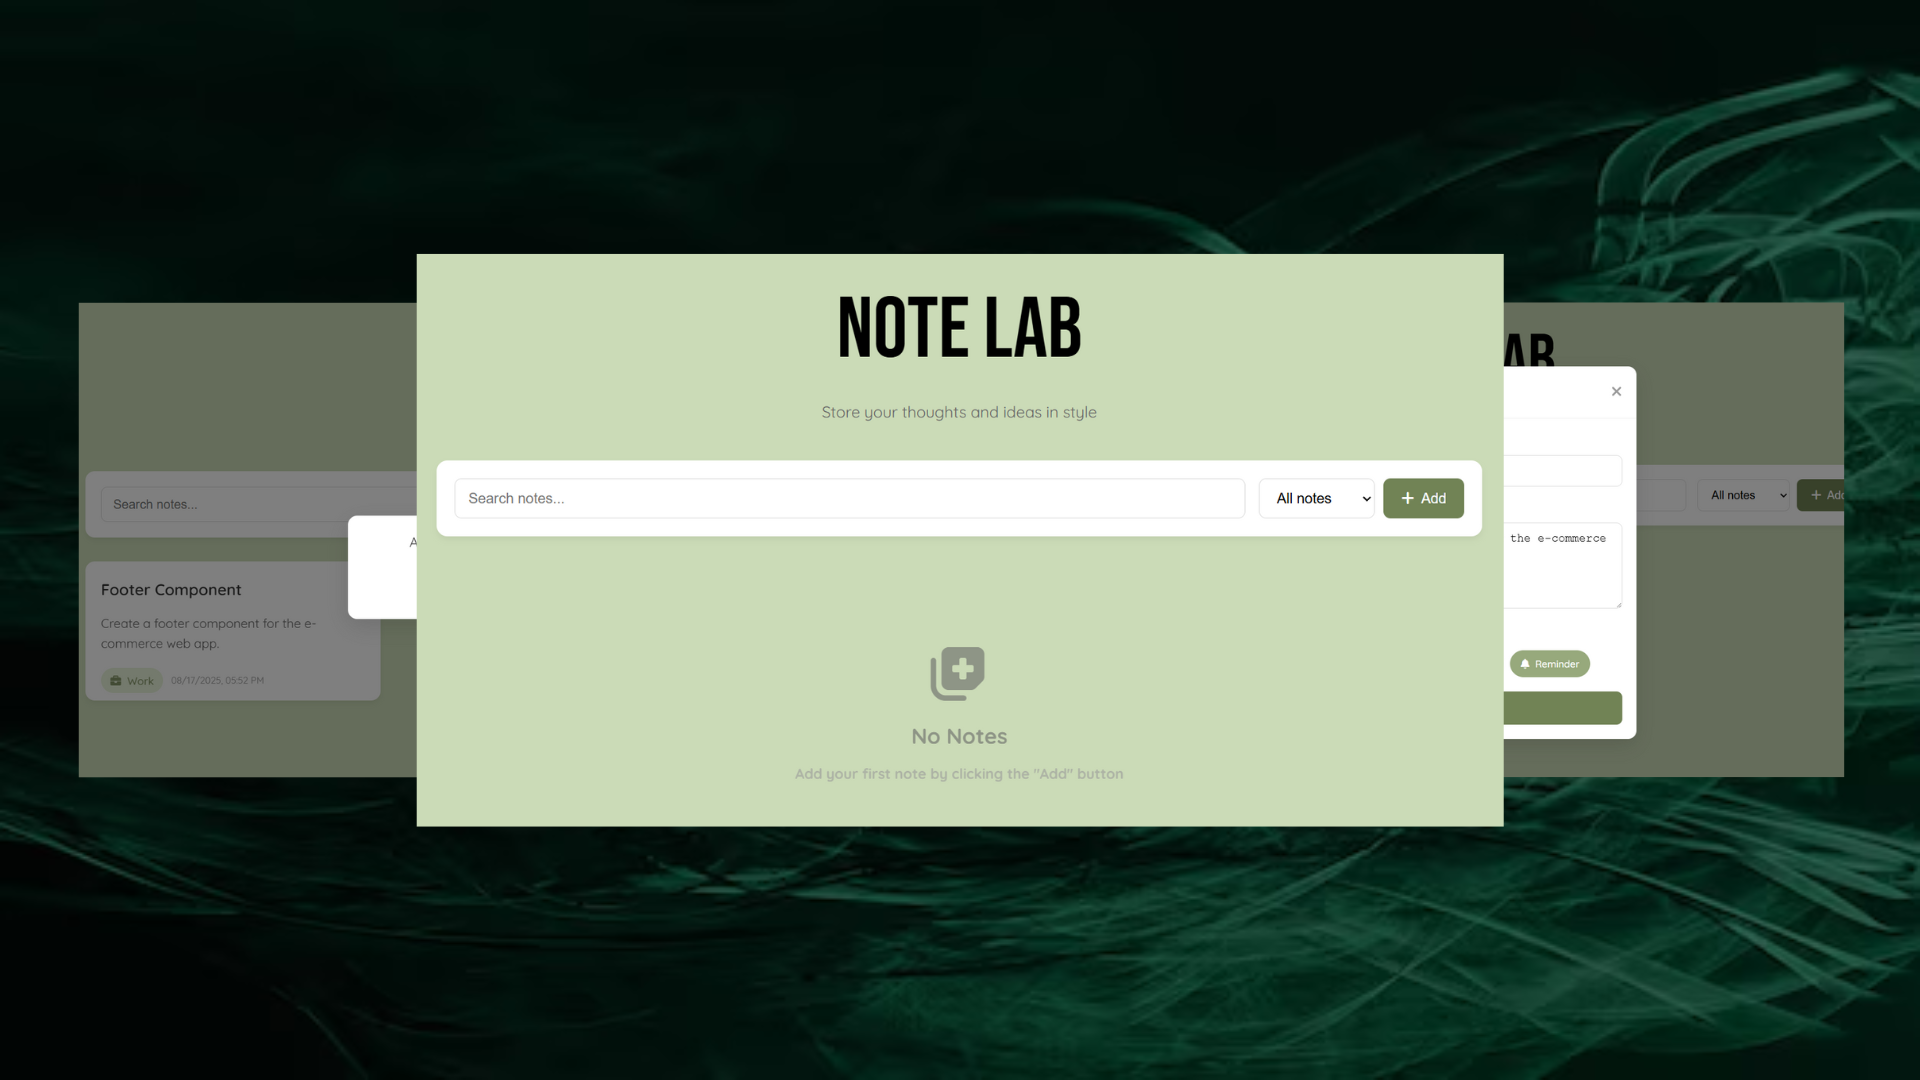 NOTE LAB
Store your thoughts and ideas in style
Search notes...
All notes
Add
No Notes
Add your first note by clicking the "Add" button
Search notes...
Footer Component
Create a footer component for the e-
commerce web app.
Work
08/17/2025, 05:52 PM
A
AB
the e-commerce
Reminder
All notes
Add